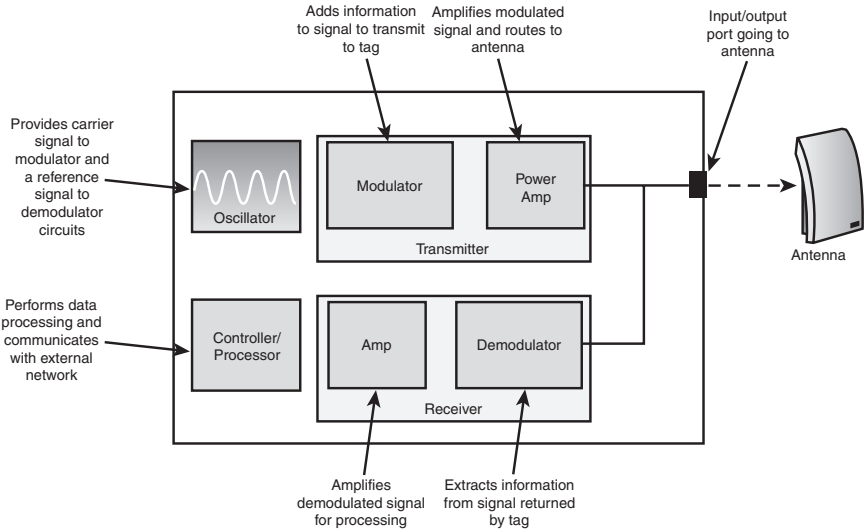 Adds information
to signal to transmit
to tag
Amplifies modulated
signal and routes to
antenna
Input/output
port going to
antenna
Provides carrier
signal to
modulator and
a reference
signal to
demodulator
circuits
Oscillator
Modulator
Power
Amp
Transmitter
Antenna
Performs data
processing and
communicates
with external
network
Controller/
Processor
Amp
Demodulator
Receiver
Amplifies
demodulated signal
for processing
Extracts information
from signal returned
by tag